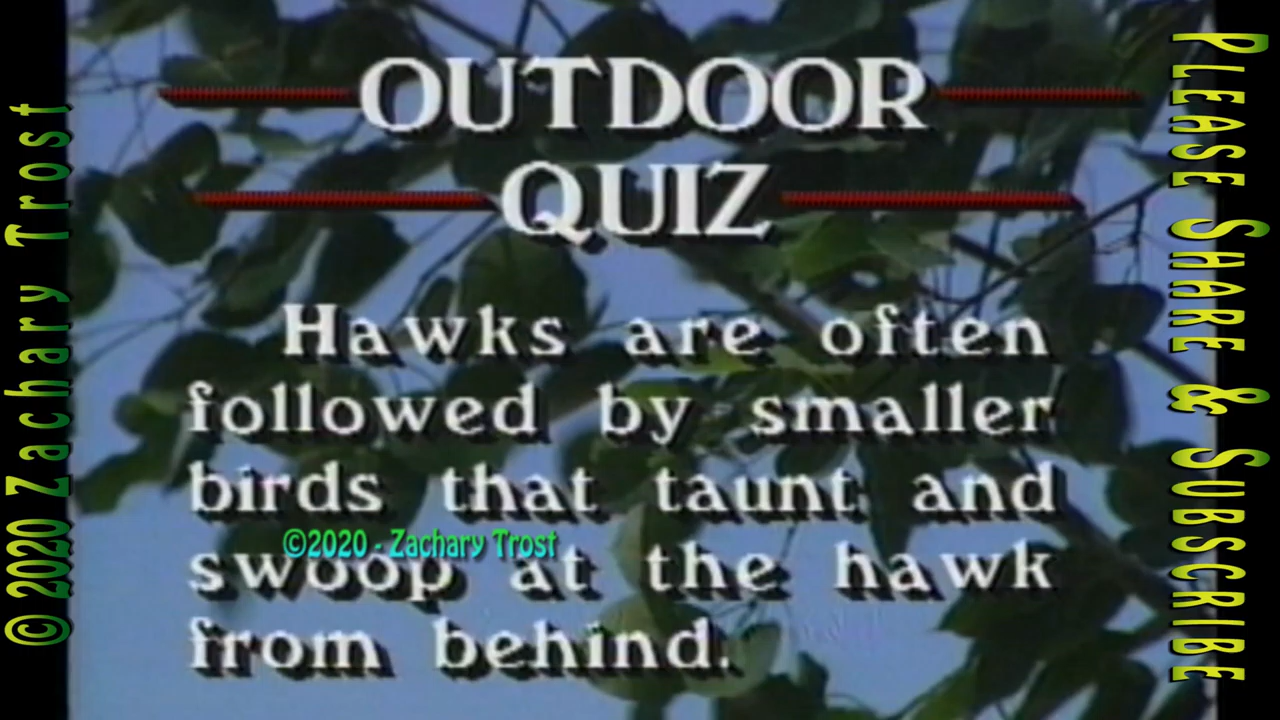 OUTDOOR
QUIZ
Hawks are often
followed by smaller
birds that taunt and
©2020 - Zachary Trost
swoop at the hawk
from behind.
© 2020 Zachary Trost
PLEASE SHARE & SUBSCRIBE